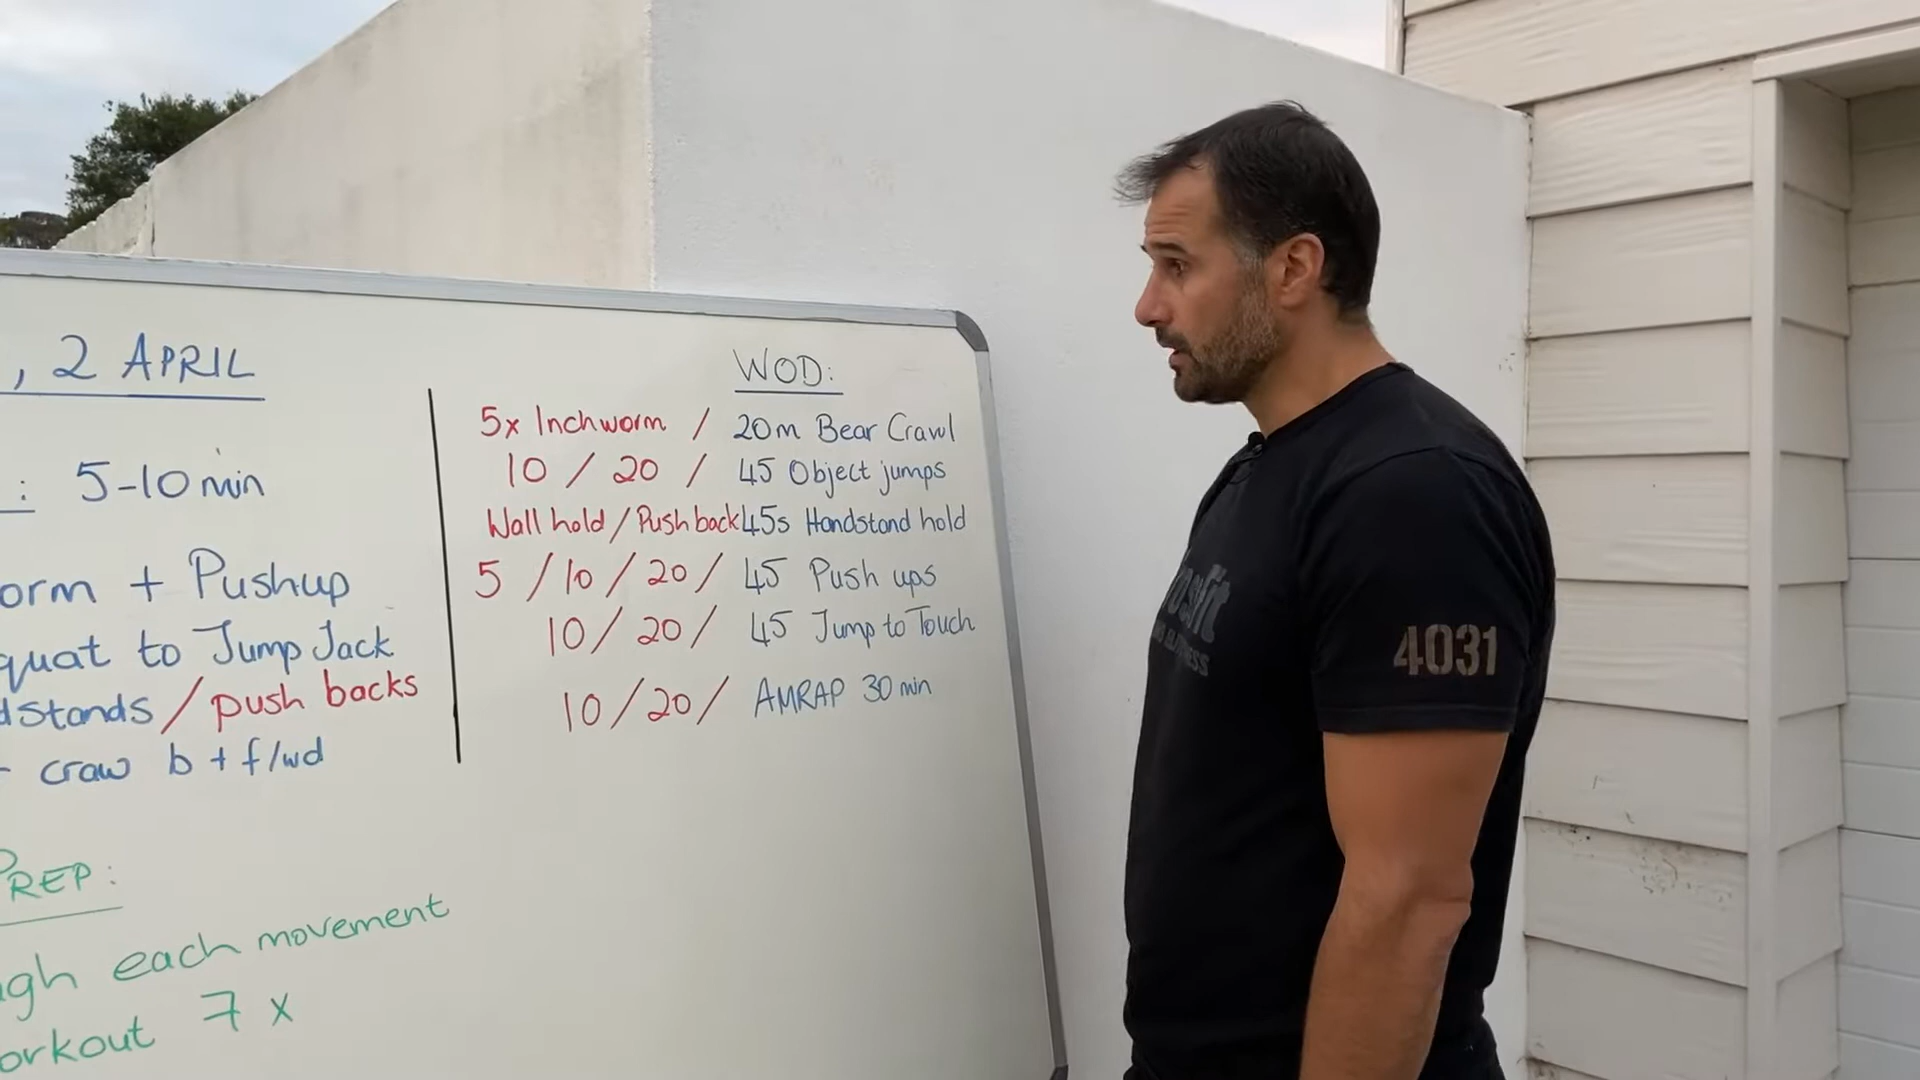 , 2 APRIL
: 5-10 min
orm + Pushup
quat to Jump Jack
dstands / push backs
craw b + f/wd
PREP:
ugh each movement
orkout 7 x
WOD:
5x Inchworm / 20m Bear Crawl
10 / 20 / 45 Object jumps
Wall hold / Push back 45s Handstand hold
5 / 10 / 20 / 45 Push ups
10 / 20 / 45 Jump to Touch
10 / 20 / AMRAP 30 min
4031